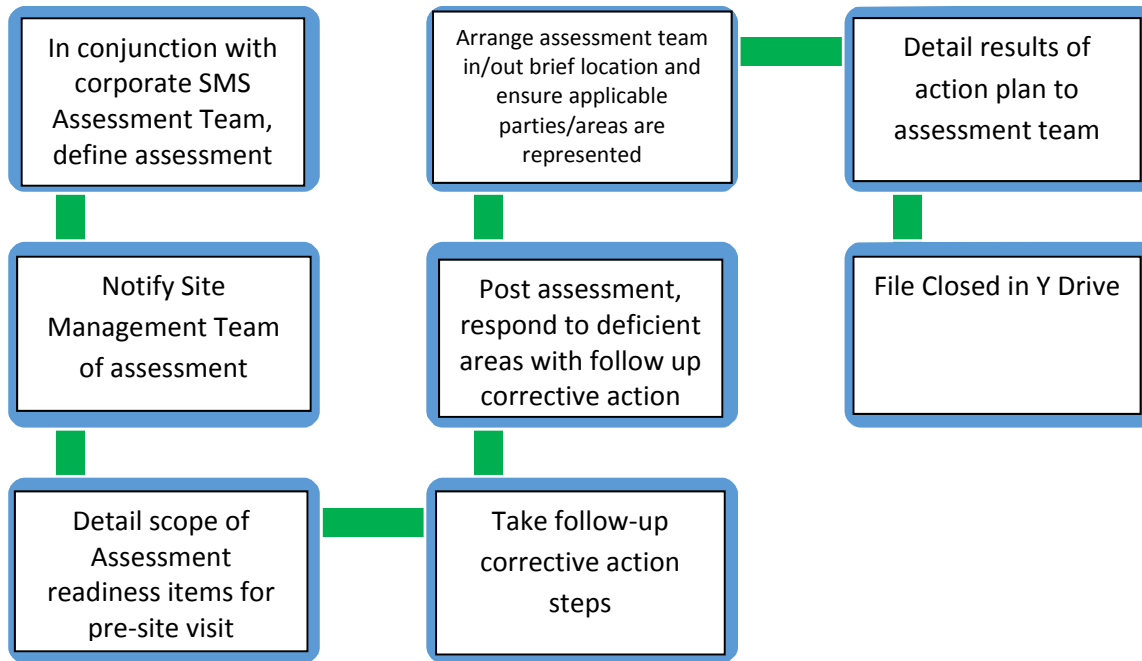 In conjunction with
corporate SMS
Assessment Team,
define assessment
Notify Site
Management Team
of assessment
Detail scope of
Assessment
readiness items for
pre-site visit
Take follow-up
corrective action
steps
Post assessment,
respond to deficient
areas with follow up
corrective action
Arrange assessment team
in/out brief location and
ensure applicable
parties/areas are
represented
Detail results of
action plan to
assessment team
File Closed in Y Drive